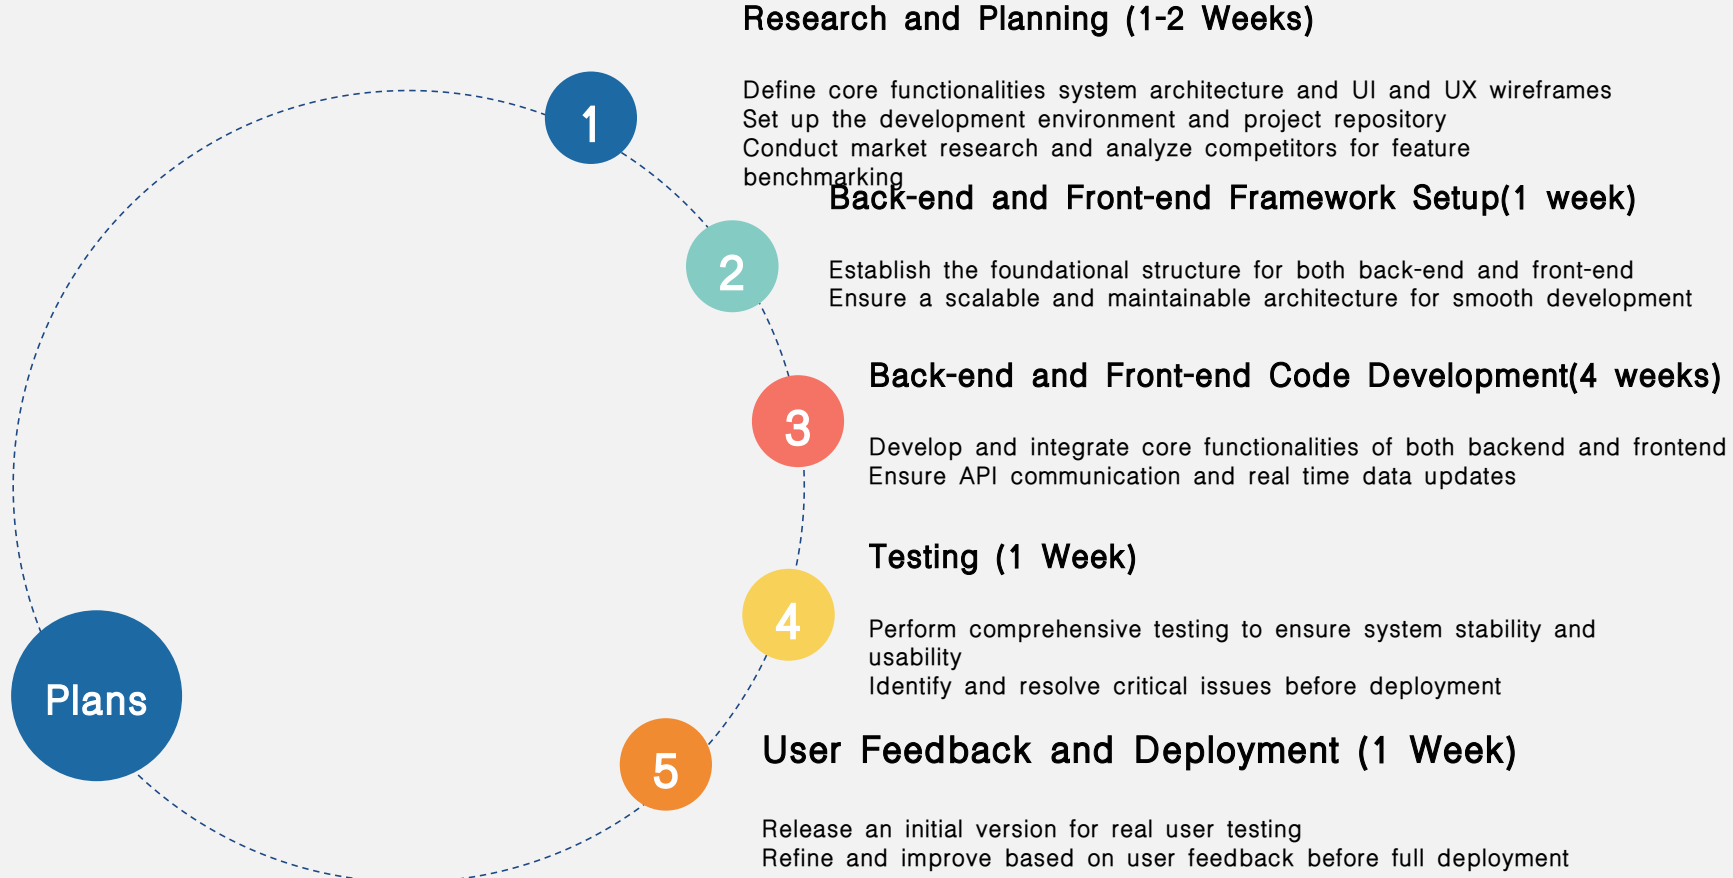 Research and Planning (1-2 Weeks)
Define core functionalities system architecture and UI and UX wireframes
Set up the development environment and project repository
Conduct market research and analyze competitors for feature
benchmarking
1
Back-end and Front-end Framework Setup(1 week)
Establish the foundational structure for both back-end and front-end
Ensure a scalable and maintainable architecture for smooth development
2
Back-end and Front-end Code Development(4 weeks)
Develop and integrate core functionalities of both backend and frontend
Ensure API communication and real time data updates
3
Testing (1 Week)
Perform comprehensive testing to ensure system stability and
usability
Identify and resolve critical issues before deployment
4
Plans
User Feedback and Deployment (1 Week)
Release an initial version for real user testing
Refine and improve based on user feedback before full deployment
5